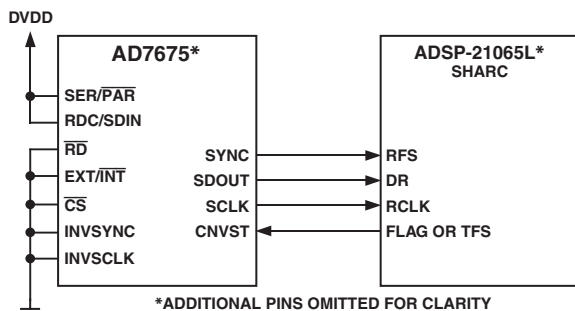 DVDD
AD7675*
ADSP-21065L*
SHARC
SER/PAR
RDC/SDIN
RD
EXT/INT
CS
INVSYNC
INVSCLK
SYNC
SDOUT
SCLK
CNVST
RFS
DR
RCLK
FLAG OR TFS
*ADDITIONAL PINS OMITTED FOR CLARITY